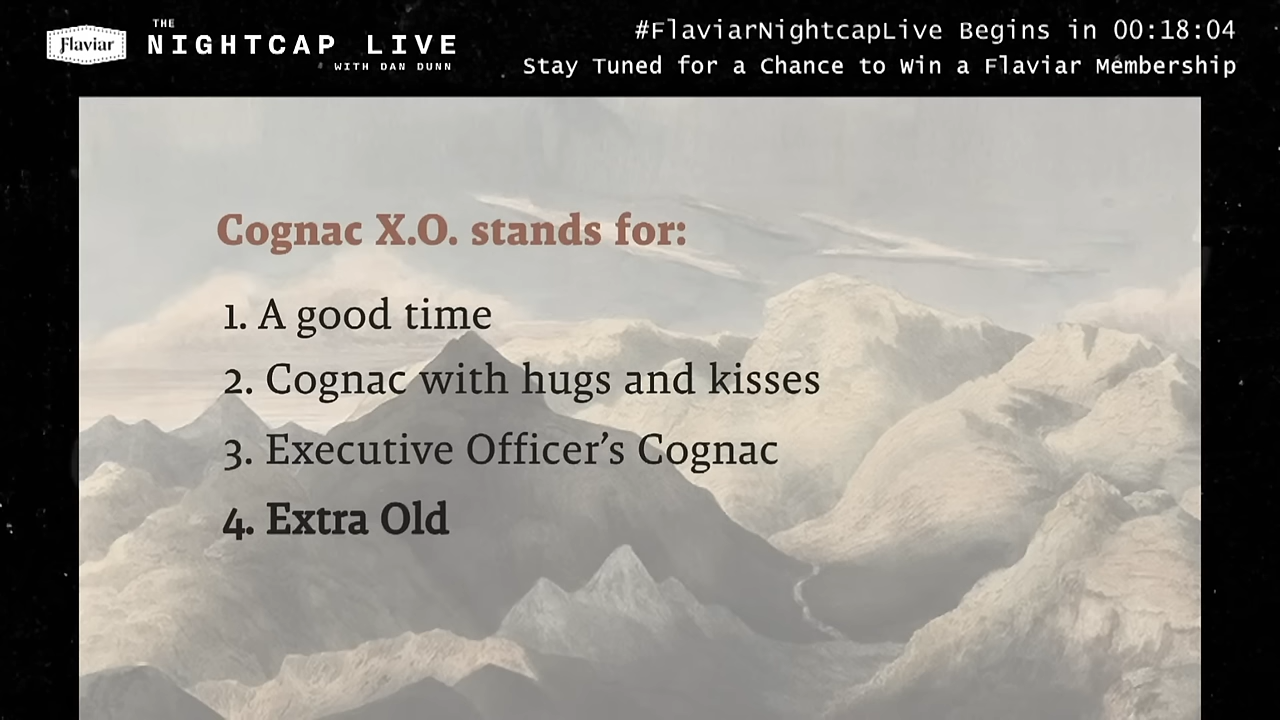 Flaviar
THE
NIGHTCAP LIVE
WITH DAN DUNN
#FlaviarNightcapLive Begins in 00:18:04
Stay Tuned for a Chance to Win a Flaviar Membership
Cognac X.O. stands for:
1. A good time
2. Cognac with hugs and kisses
3. Executive Officer’s Cognac
4. Extra Old